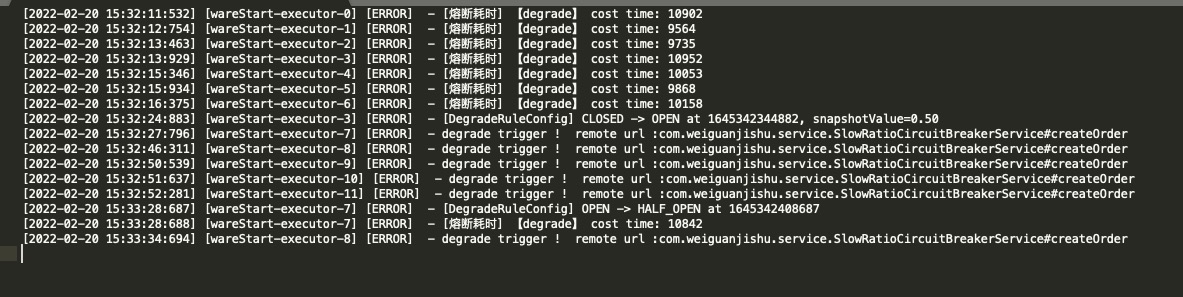 [2022-02-20 15:32:11:532] [wareStart-executor-0] [ERROR]  - [熔断耗时] 【degrade】 cost time: 10902
[2022-02-20 15:32:12:754] [wareStart-executor-1] [ERROR]  - [熔断耗时] 【degrade】 cost time: 9564
[2022-02-20 15:32:13:463] [wareStart-executor-2] [ERROR]  - [熔断耗时] 【degrade】 cost time: 9735
[2022-02-20 15:32:13:929] [wareStart-executor-3] [ERROR]  - [熔断耗时] 【degrade】 cost time: 10952
[2022-02-20 15:32:15:346] [wareStart-executor-4] [ERROR]  - [熔断耗时] 【degrade】 cost time: 10053
[2022-02-20 15:32:15:934] [wareStart-executor-5] [ERROR]  - [熔断耗时] 【degrade】 cost time: 9868
[2022-02-20 15:32:16:375] [wareStart-executor-6] [ERROR]  - [熔断耗时] 【degrade】 cost time: 10158
[2022-02-20 15:32:24:883] [wareStart-executor-3] [ERROR]  - [DegradeRuleConfig] CLOSED -> OPEN at 1645342344882, snapshotValue=0.50
[2022-02-20 15:32:27:796] [wareStart-executor-7] [ERROR]  - degrade trigger !  remote url :com.weiguanjishu.service.SlowRatioCircuitBreakerService#createOrder
[2022-02-20 15:32:46:311] [wareStart-executor-8] [ERROR]  - degrade trigger !  remote url :com.weiguanjishu.service.SlowRatioCircuitBreakerService#createOrder
[2022-02-20 15:32:50:539] [wareStart-executor-9] [ERROR]  - degrade trigger !  remote url :com.weiguanjishu.service.SlowRatioCircuitBreakerService#createOrder
[2022-02-20 15:32:51:637] [wareStart-executor-10] [ERROR]  - degrade trigger !  remote url :com.weiguanjishu.service.SlowRatioCircuitBreakerService#createOrder
[2022-02-20 15:32:52:281] [wareStart-executor-11] [ERROR]  - degrade trigger !  remote url :com.weiguanjishu.service.SlowRatioCircuitBreakerService#createOrder
[2022-02-20 15:33:28:687] [wareStart-executor-7] [ERROR]  - [DegradeRuleConfig] OPEN -> HALF_OPEN at 1645342408687
[2022-02-20 15:33:28:688] [wareStart-executor-7] [ERROR]  - [熔断耗时] 【degrade】 cost time: 10842
[2022-02-20 15:33:34:694] [wareStart-executor-8] [ERROR]  - degrade trigger !  remote url :com.weiguanjishu.service.SlowRatioCircuitBreakerService#createOrder